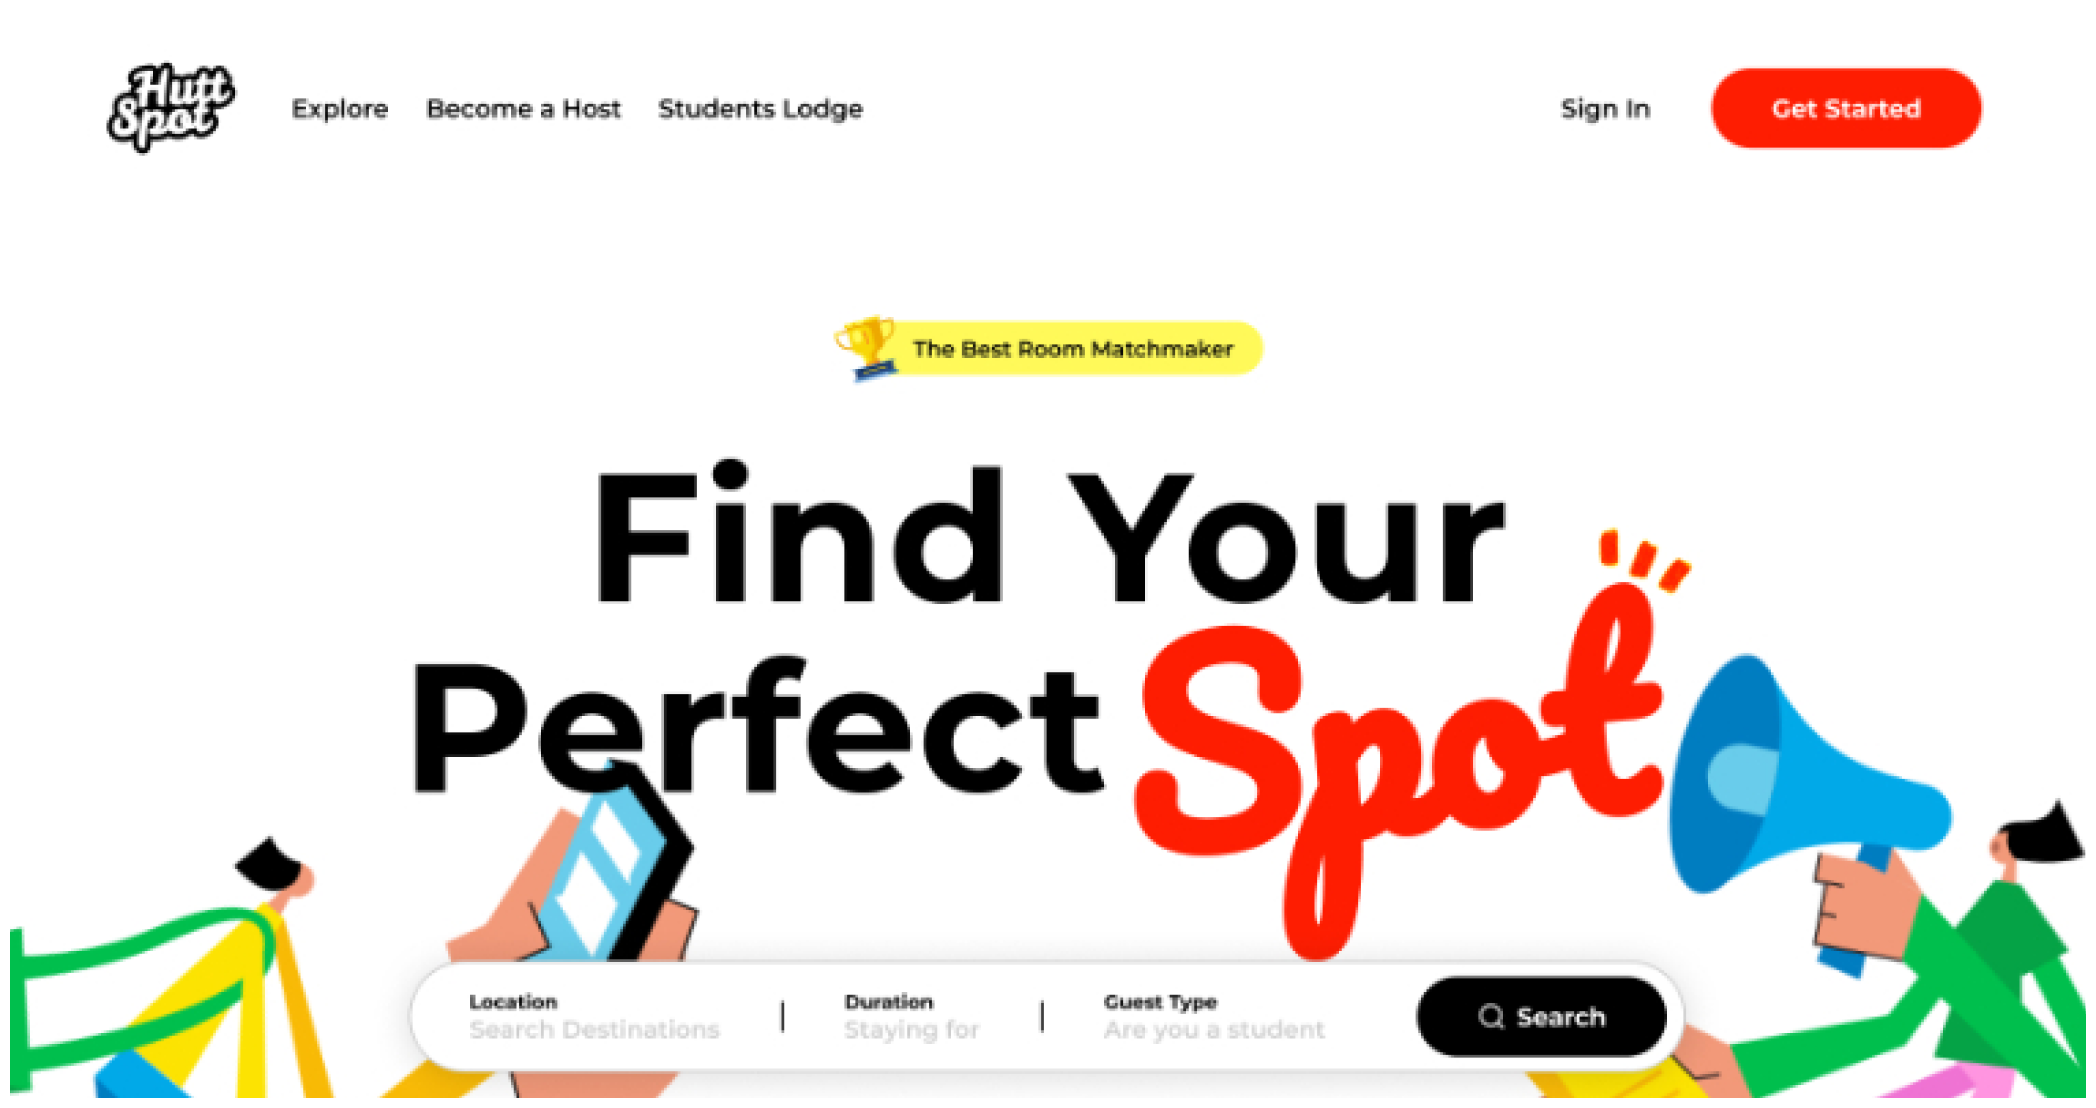 Hutt
Spot
Explore
Become a Host
Students Lodge
Sign In
Get Started
The Best Room Matchmaker
Find Your
Perfect Spot
Location
Search Destinations
Duration
Staying for
Guest Type
Are you a student
Search